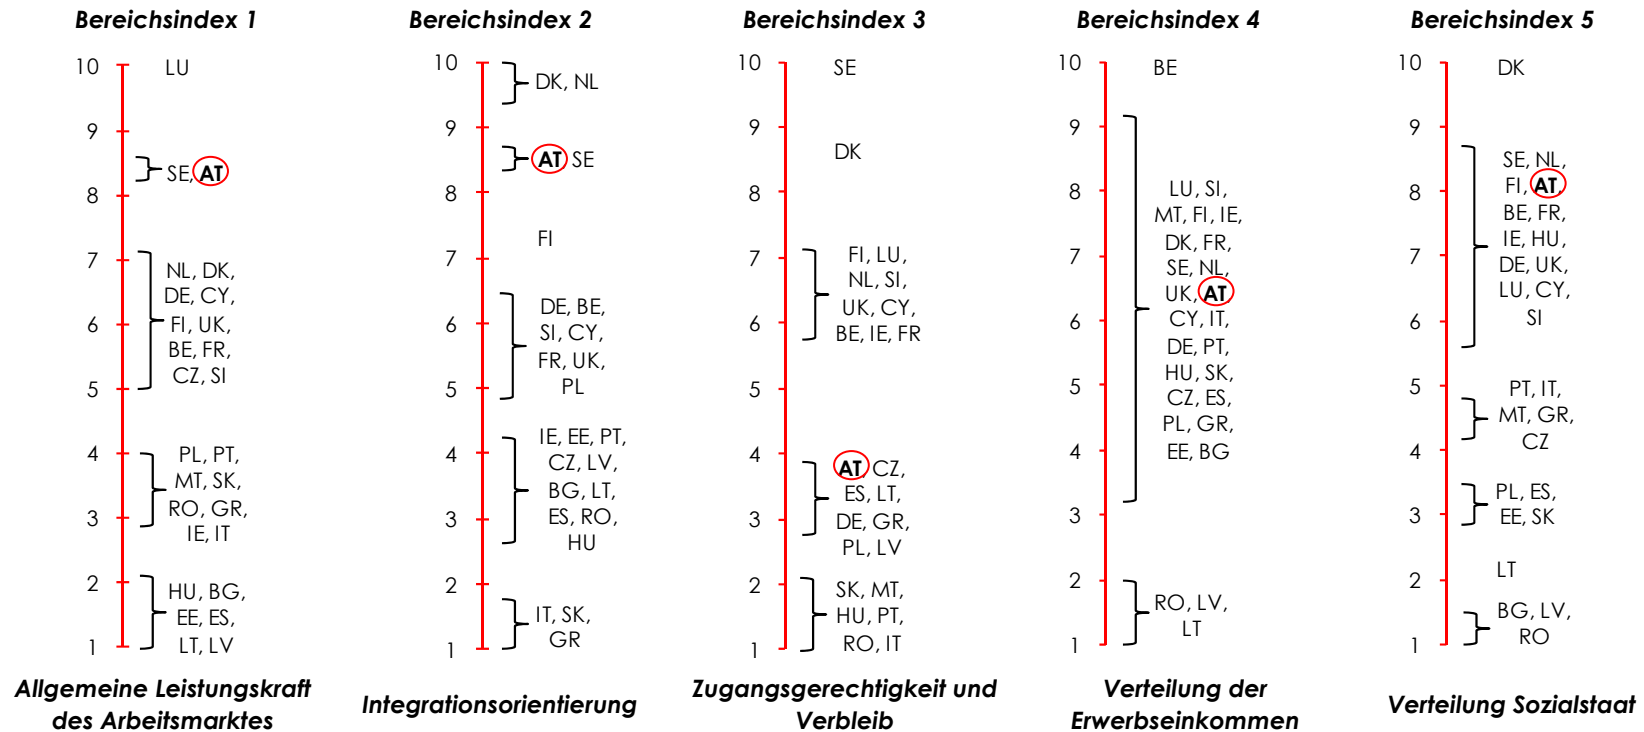 Bereichsindex 1
10
9
8
7
6
5
4
3
2
1
LU
SE, AT
NL, DK,
DE, CY,
FI, UK,
BE, FR,
CZ, SI
PL, PT,
MT, SK,
RO, GR,
IE, IT
HU, BG,
EE, ES,
LT, LV
Allgemeine Leistungskraft
des Arbeitsmarktes
Bereichsindex 2
10
9
8
7
6
5
4
3
2
1
DK, NL
AT SE
FI
DE, BE,
SI, CY,
FR, UK,
PL
IE, EE, PT,
CZ, LV,
BG, LT,
ES, RO,
HU
IT, SK,
GR
Integrationsorientierung
Bereichsindex 3
10
9
8
7
6
5
4
3
2
1
SE
DK
FI, LU,
NL, SI,
UK, CY,
BE, IE, FR
AT, CZ,
ES, LT,
DE, GR,
PL, LV
SK, MT,
HU, PT,
RO, IT
Zugangsgerechtigkeit und
Verbleib
Bereichsindex 4
10
9
8
7
6
5
4
3
2
1
BE
LU, SI,
MT, FI, IE,
DK, FR,
SE, NL,
UK, AT,
CY, IT,
DE, PT,
HU, SK,
CZ, ES,
PL, GR,
EE, BG
RO, LV,
LT
Verteilung der
Erwerbseinkommen
Bereichsindex 5
10
9
8
7
6
5
4
3
2
1
DK
SE, NL,
FI, AT,
BE, FR,
IE, HU,
DE, UK,
LU, CY,
SI
PT, IT,
MT, GR,
CZ
PL, ES,
EE, SK
LT
BG, LV,
RO
Verteilung Sozialstaat